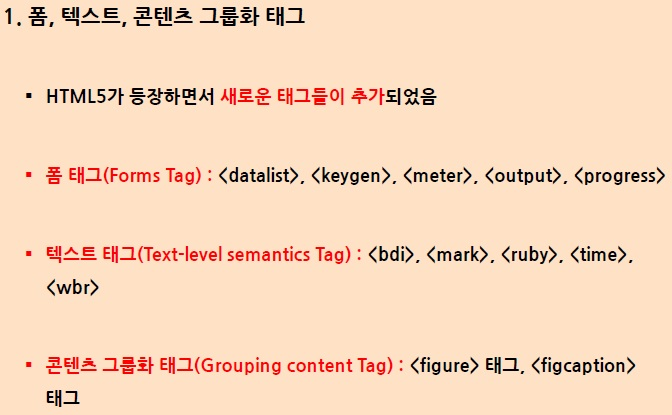 1. 폼, 텍스트, 콘텐츠 그룹화 태그
▪ HTML5가 등장하면서 새로운 태그들이 추가되었음
▪ 폼 태그(Forms Tag) : <datalist>, <keygen>, <meter>, <output>, <progress>
▪ 텍스트 태그(Text-level semantics Tag) : <bdi>, <mark>, <ruby>, <time>,
<wbr>
▪ 콘텐츠 그룹화 태그(Grouping content Tag) : <figure> 태그, <figcaption>
태그